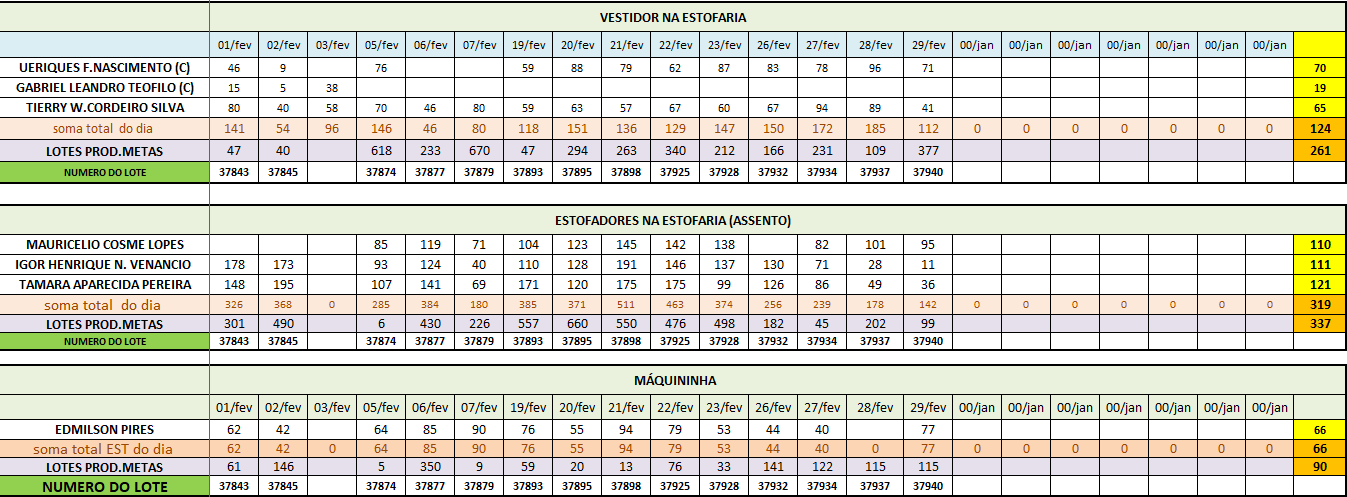 VESTIDOR NA ESTOFARIA
01/fev 02/fev 03/fev 05/fev 06/fev 07/fev 19/fev 20/fev 21/fev 22/fev 23/fev 26/fev 27/fev 28/fev 29/fev 00/jan 00/jan 00/jan 00/jan 00/jan 00/jan 00/jan 00/jan
UERIQUES F.NASCIMENTO (C) 46 9 76 59 88 79 62 87 83 78 96 71 70
GABRIEL LEANDRO TEOFILO (C) 15 5 38 19
TIERRY W.CORDEIRO SILVA 80 40 58 70 46 80 59 63 57 67 60 67 94 89 41 65
soma total do dia 141 54 96 146 46 80 118 151 136 129 147 150 172 185 112 0 0 0 0 0 0 0 0 124
LOTES PROD.METAS 47 40 618 233 670 47 294 263 340 212 166 231 109 377 261
NUMERO DO LOTE 37843 37845 37874 37877 37879 37893 37895 37898 37925 37928 37932 37934 37937 37940
ESTOFADORES NA ESTOFARIA (ASSENTO)
MAURICELIO COSME LOPES 85 119 71 104 123 145 142 138 82 101 95 110
IGOR HENRIQUE N. VENANCIO 178 173 93 124 40 110 128 191 146 137 130 71 28 11 111
TAMARA APARECIDA PEREIRA 148 195 107 141 69 171 120 175 175 99 126 86 49 36 121
soma total do dia 326 368 0 285 384 180 385 371 511 463 374 256 239 178 142 0 0 0 0 0 0 0 0 319
LOTES PROD.METAS 301 490 6 430 226 557 660 550 476 498 182 45 202 99 337
NUMERO DO LOTE 37843 37845 37874 37877 37879 37893 37895 37898 37925 37928 37932 37934 37937 37940
MÁQUININHA
01/fev 02/fev 03/fev 05/fev 06/fev 07/fev 19/fev 20/fev 21/fev 22/fev 23/fev 26/fev 27/fev 28/fev 29/fev 00/jan 00/jan 00/jan 00/jan 00/jan 00/jan 00/jan 00/jan
EDMILSON PIRES 62 42 64 85 90 76 55 94 79 53 44 40 77 66
soma total EST do dia 62 42 0 64 85 90 76 55 94 79 53 44 40 0 77 0 0 0 0 0 0 0 0 66
LOTES PROD.METAS 61 146 5 350 9 59 20 13 76 33 141 122 115 115 90
NUMERO DO LOTE 37843 37845 37874 37877 37879 37893 37895 37898 37925 37928 37932 37934 37937 37940